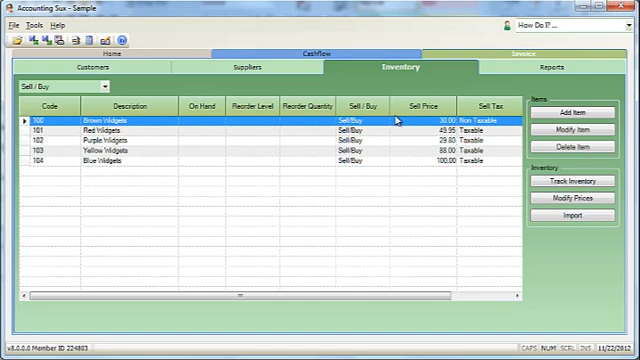 Accounting Sux - Sample
File Tools Help
How Do I? ...
Home Cashflow Invoice
Customers Suppliers Inventory Reports
Sell / Buy
Code Description On Hand Reorder Level Reorder Quantity Sell / Buy Sell Price Sell Tax
100 Brown Widgets Sell/Buy 30.00 Non Taxable
101 Red Widgets Sell/Buy 49.95 Taxable
102 Purple Widgets Sell/Buy 29.80 Taxable
103 Yellow Widgets Sell/Buy 88.00 Taxable
104 Blue Widgets Sell/Buy 100.00 Taxable
Items
Add Item
Modify Item
Delete Item
Inventory
Track Inventory
Modify Prices
Import
v8.0.0.0 Member ID 224803 CAPS NUM SCRL INS 11/22/2012